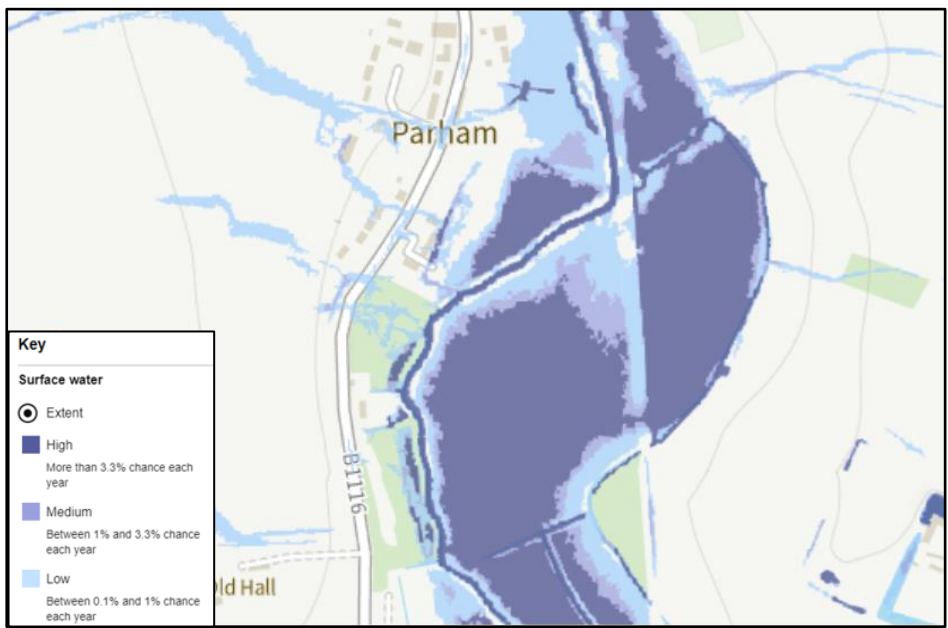 Parham
B1116
ld Hall
Key
Surface water
Extent
High
More than 3.3% chance each
year
Medium
Between 1% and 3.3% chance
each year
Low
Between 0.1% and 1% chance
each year